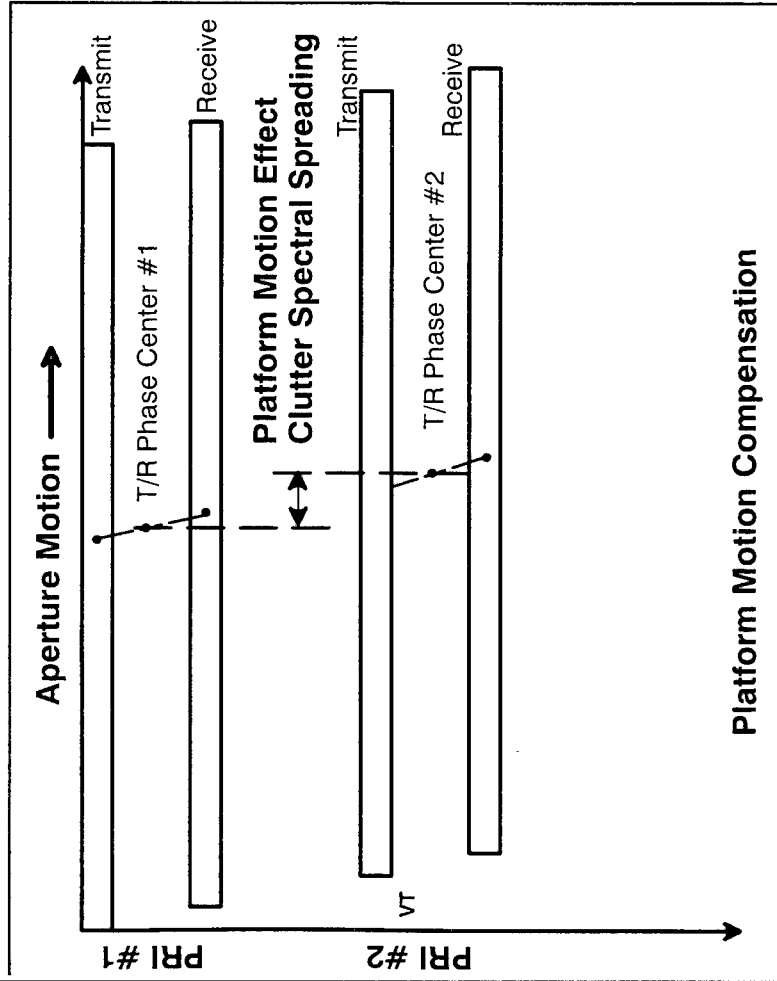 Aperture Motion
Transmit
PRI #1
T/R Phase Center #1
Receive
Platform Motion Effect
Clutter Spectral Spreading
Transmit
VT
PRI #2
T/R Phase Center #2
Receive
Platform Motion Compensation